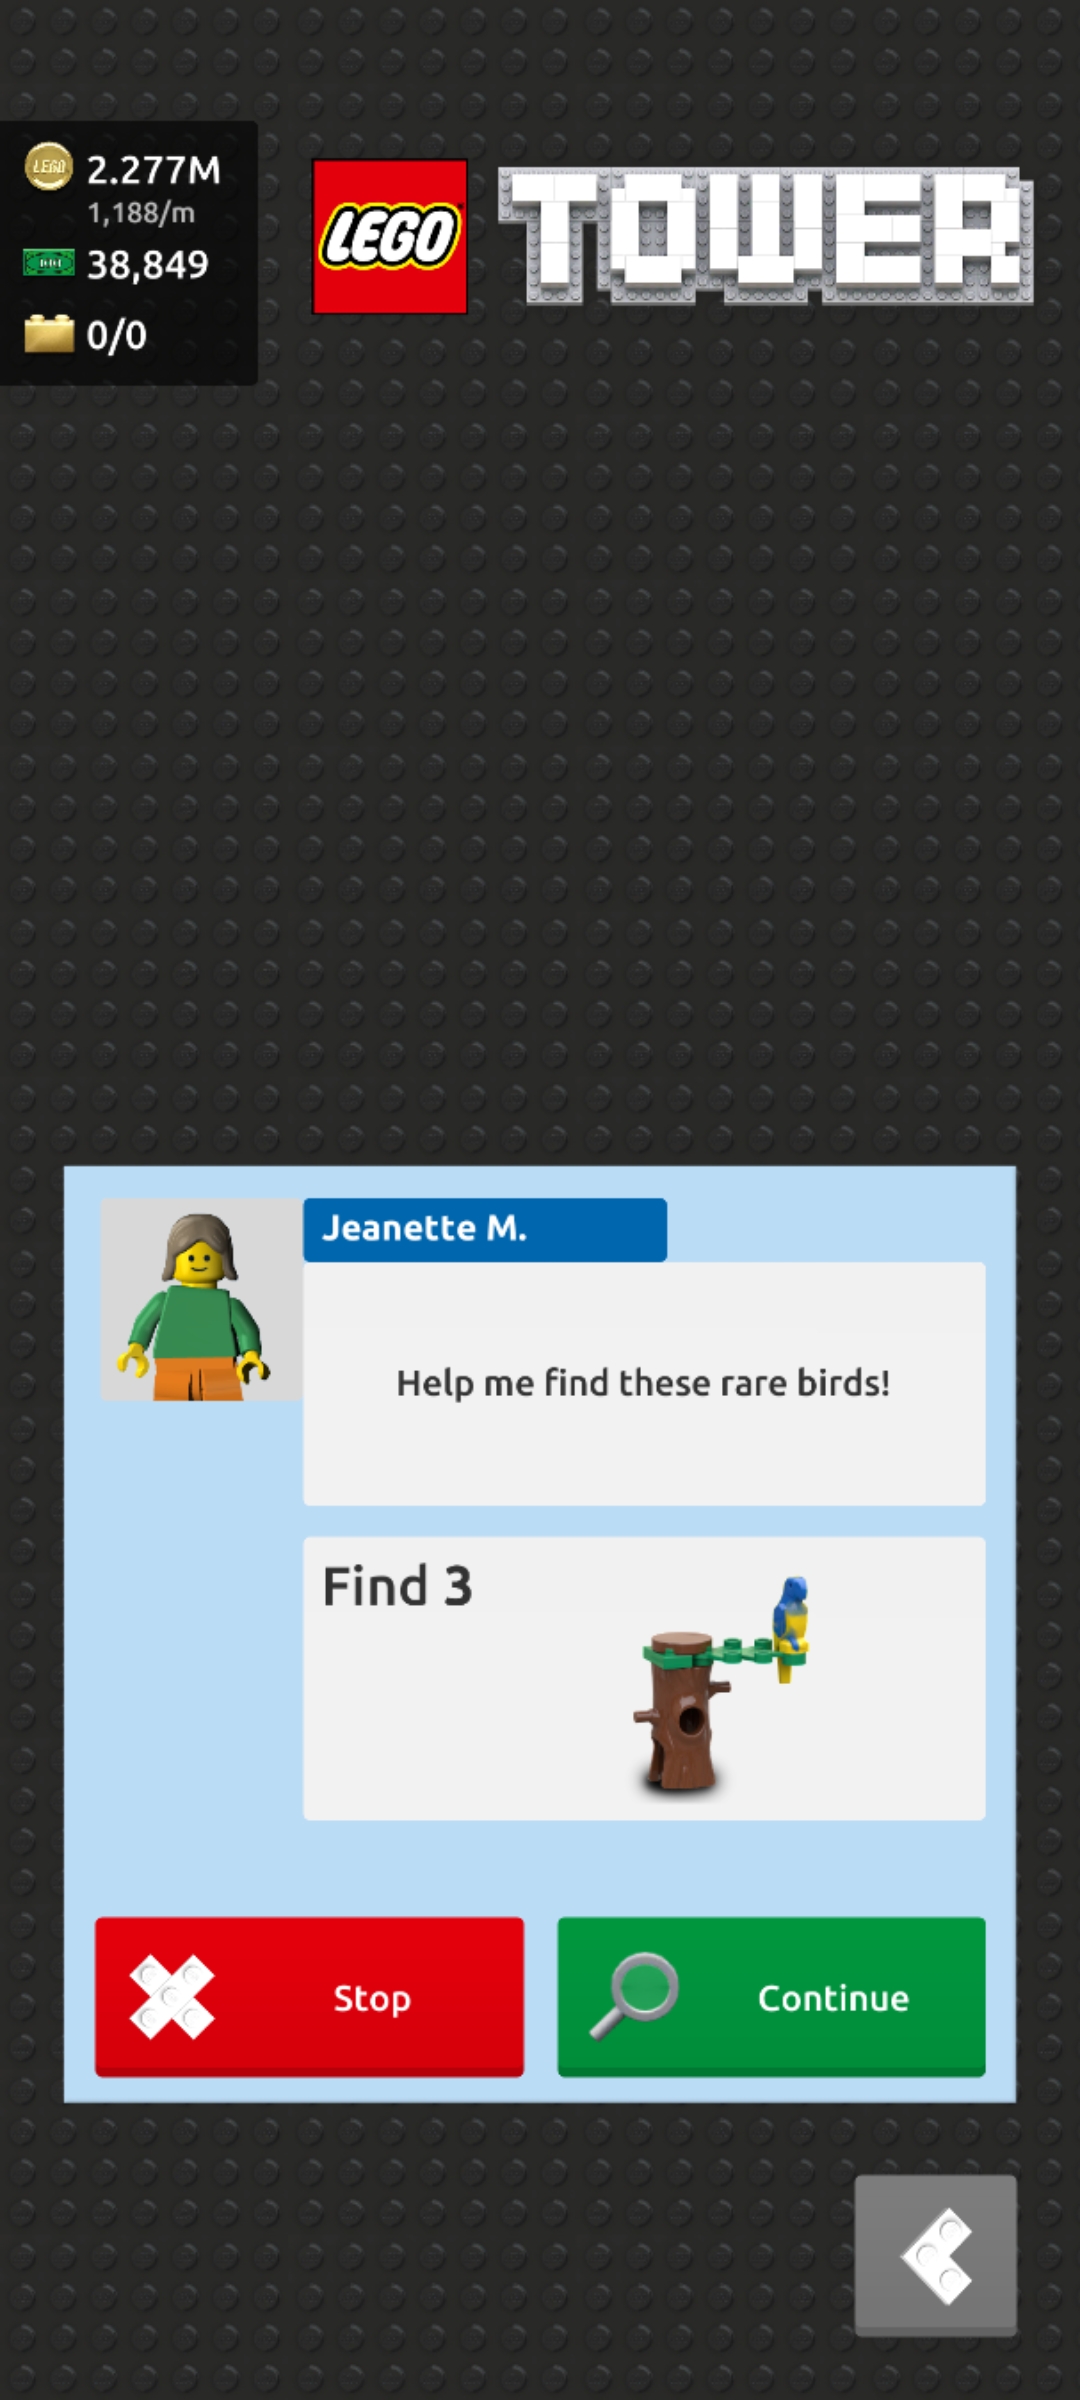 2.277M
1,188/m
38,849
0/0
LEGO
TOWER
Jeanette M.
Help me find these rare birds!
Find 3
Stop
Continue